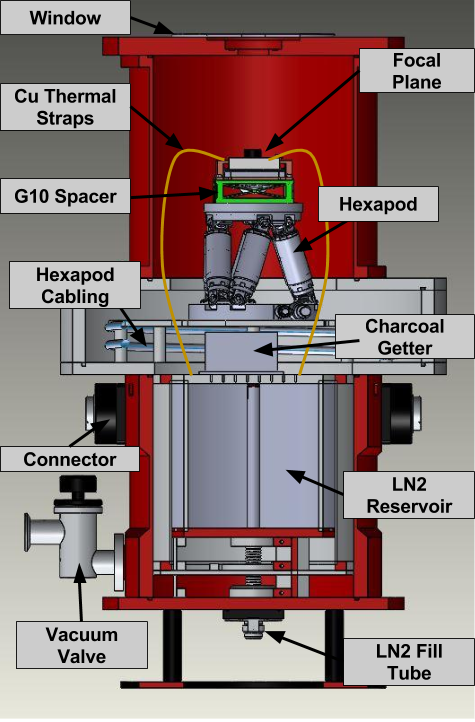 Window
Focal
Plane
Cu Thermal
Straps
G10 Spacer
Hexapod
Hexapod
Cabling
Charcoal
Getter
Connector
LN2
Reservoir
Vacuum
Valve
LN2 Fill
Tube